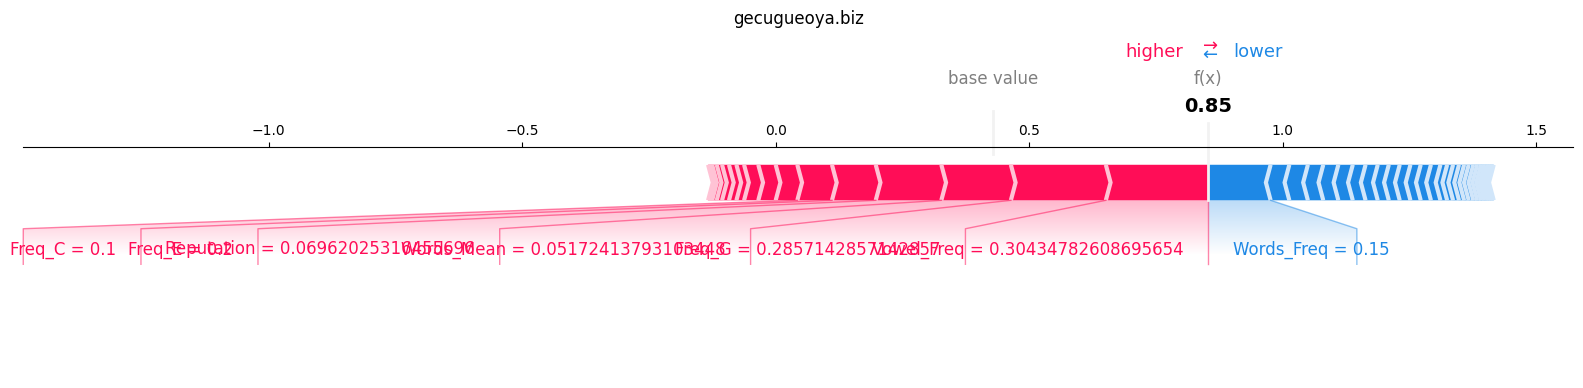 gecugueoya.biz
higher → ← lower
base value f(x)
0.85
−1.0 −0.5 0.0 0.5 1.0 1.5
Freq_C = 0.1 Freq_E = 0.2 Reputation = 0.06962025316455696 Words_Mean = 0.05172413793103448 Freq_G = 0.2857142857142857 Vowel_Freq = 0.30434782608695654 Words_Freq = 0.15